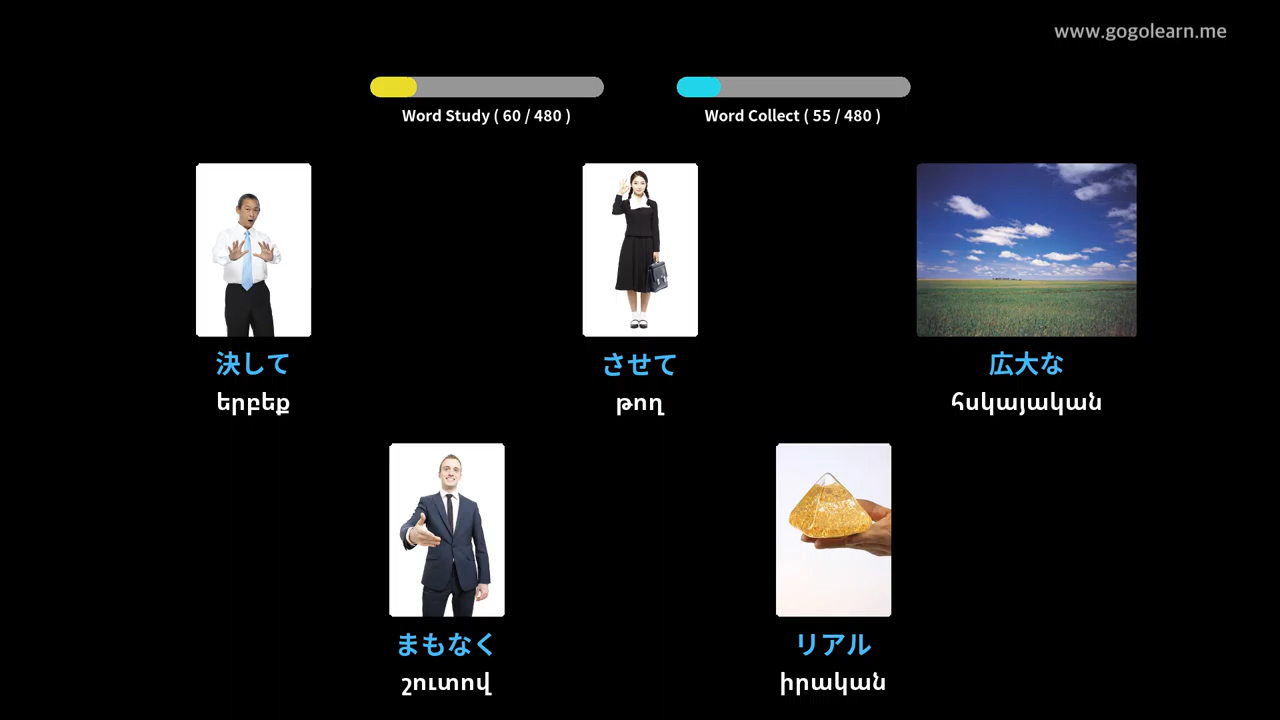 www.gogolearn.me
Word Study ( 60 / 480 )
Word Collect ( 55 / 480 )
決して
երբեք
させて
թող
広大な
հսկայական
まもなく
շուտով
リアル
իրական